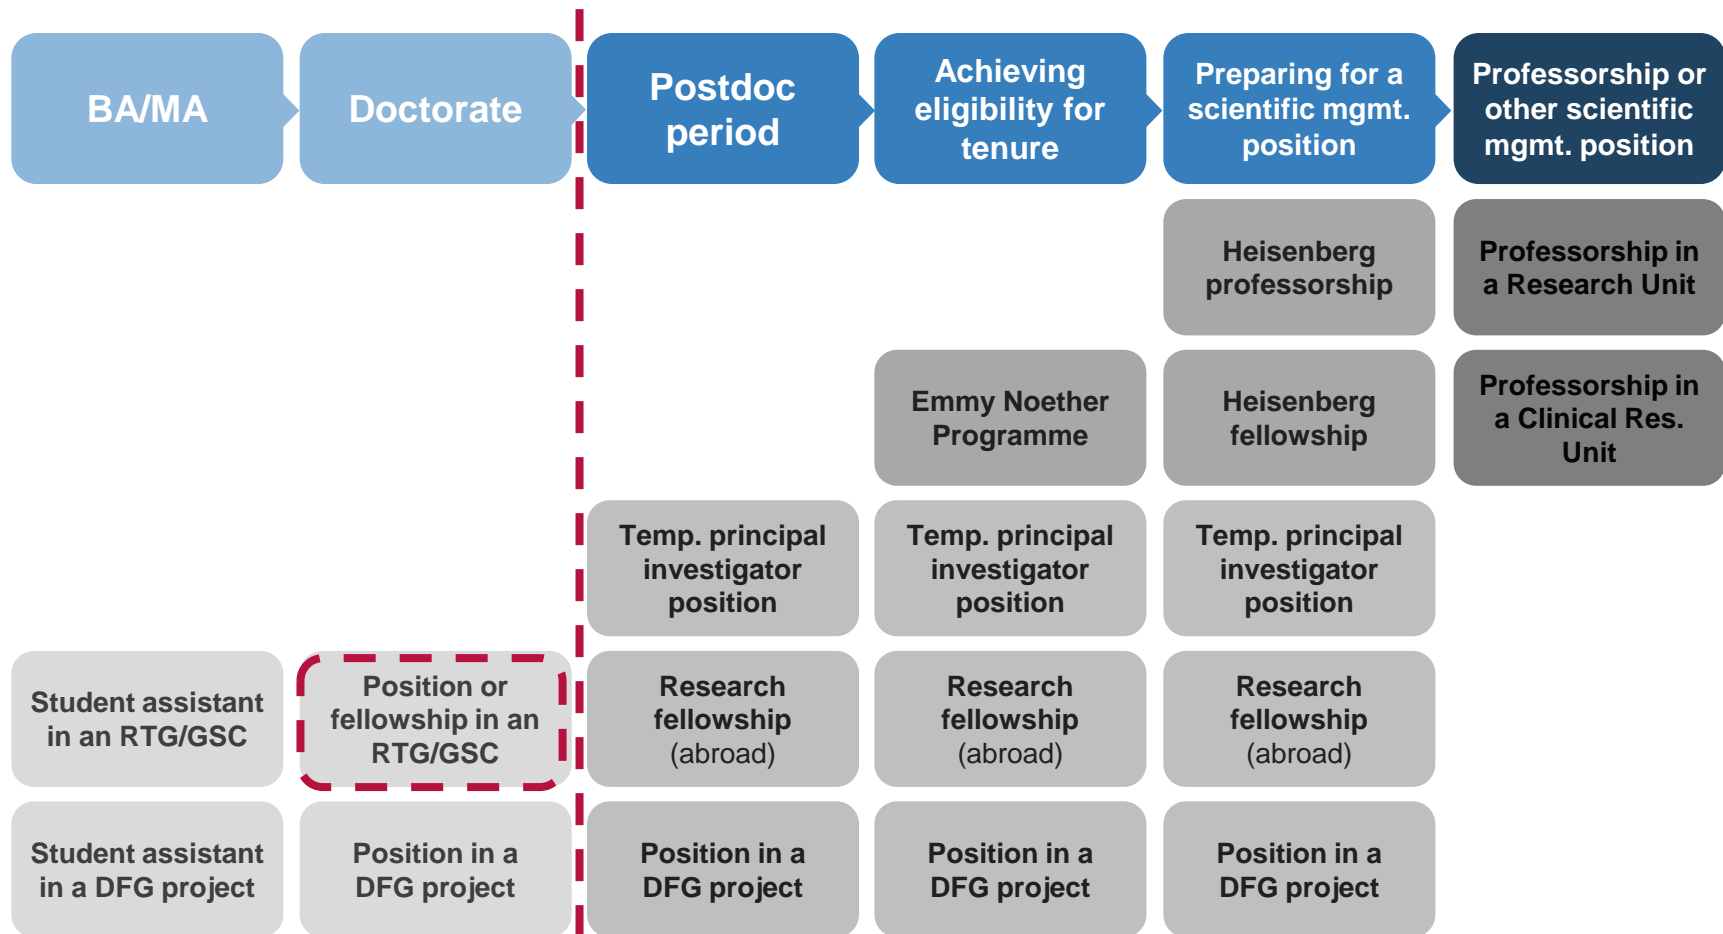 BA/MA
Doctorate
Postdoc
period
Achieving
eligibility for
tenure
Preparing for a
scientific mgmt.
position
Professorship or
other scientific
mgmt. position
Heisenberg
professorship
Professorship in
a Research Unit
Emmy Noether
Programme
Heisenberg
fellowship
Professorship in
a Clinical Res.
Unit
Temp. principal
investigator
position
Temp. principal
investigator
position
Temp. principal
investigator
position
Student assistant
in an RTG/GSC
Position or
fellowship in an
RTG/GSC
Research
fellowship
(abroad)
Research
fellowship
(abroad)
Research
fellowship
(abroad)
Student assistant
in a DFG project
Position in a
DFG project
Position in a
DFG project
Position in a
DFG project
Position in a
DFG project